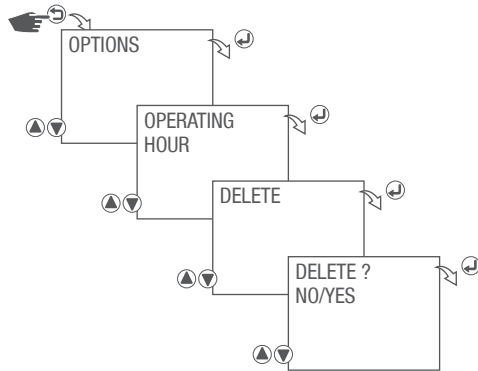 OPTIONS
OPERATING
HOUR
DELETE
DELETE ?
NO/YES